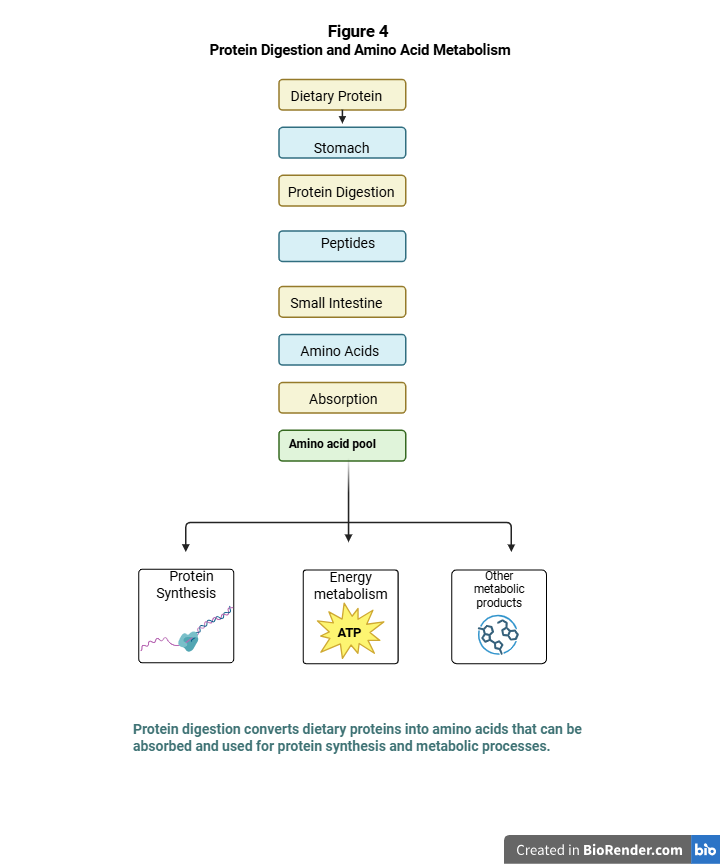 Figure 4
Protein Digestion and Amino Acid Metabolism
Dietary Protein
Stomach
Protein Digestion
Peptides
Small Intestine
Amino Acids
Absorption
Amino acid pool
Protein
Synthesis
Energy
metabolism
ATP
Other
metabolic
products
Protein digestion converts dietary proteins into amino acids that can be
absorbed and used for protein synthesis and metabolic processes.
Created in BioRender.com bio